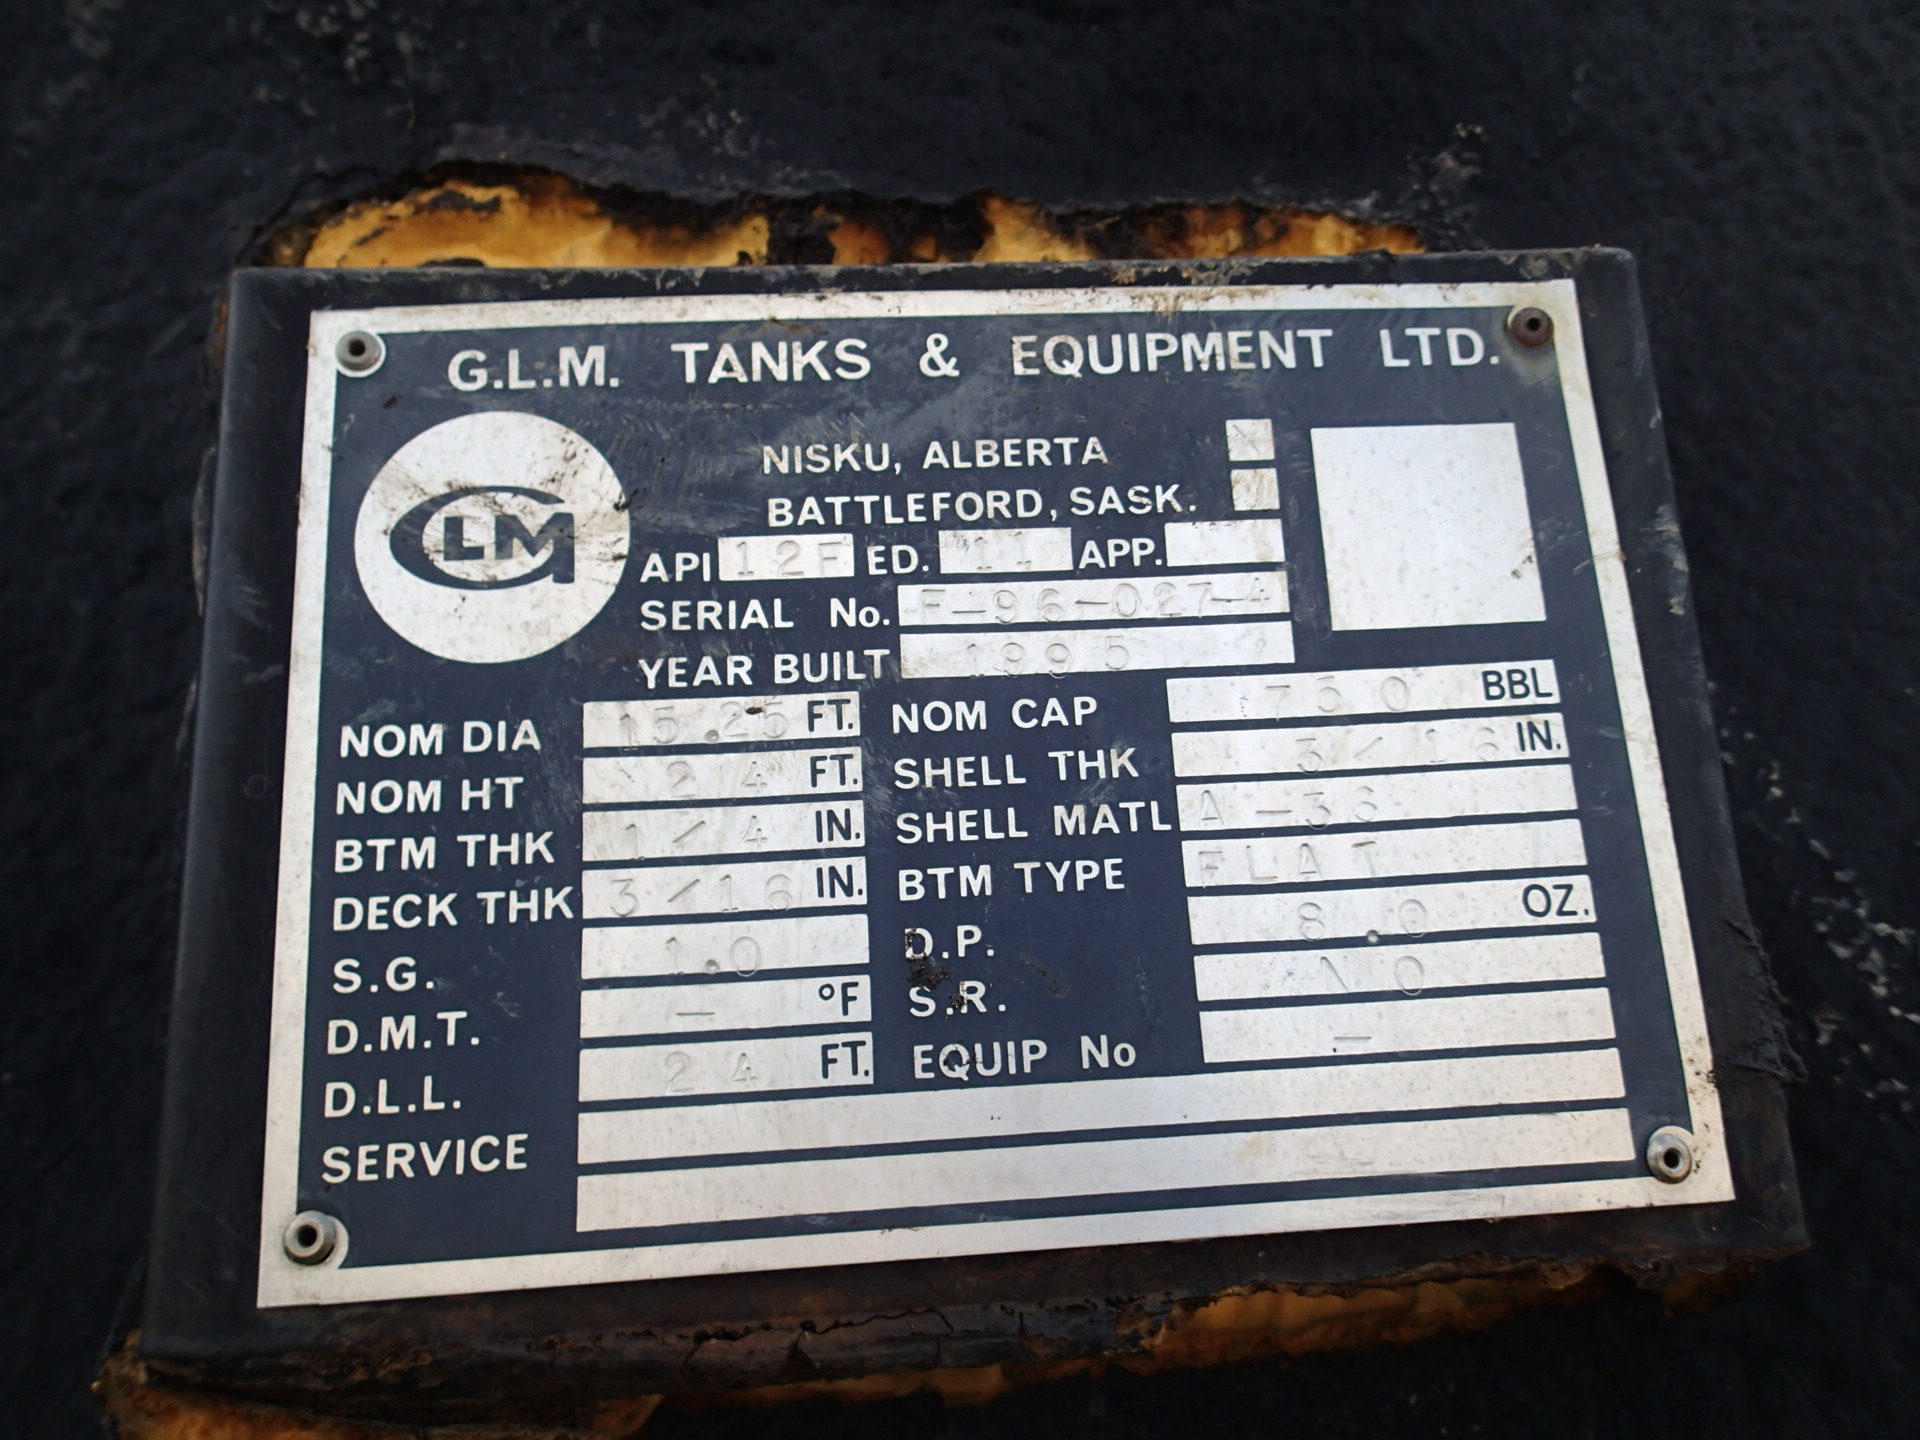 G.L.M. TANKS & EQUIPMENT LTD.
GLM
NISKU, ALBERTA X
BATTLEFORD, SASK.
API 12F ED. 11 APP.
SERIAL No. F-96-027-4
YEAR BUILT 1995
NOM DIA 15.25 FT. NOM CAP 750 BBL
NOM HT 24 FT. SHELL THK 3/16 IN.
BTM THK 1/4 IN. SHELL MATL A-36
DECK THK 3/16 IN. BTM TYPE FLAT
S.G. 1.0 D.P. 8.0 OZ.
D.M.T. - °F S.R. NO
D.L.L. 24 FT. EQUIP No -
SERVICE